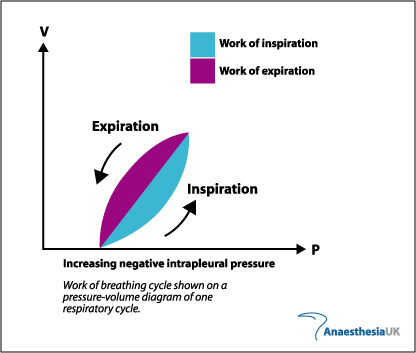 V
Work of inspiration
Work of expiration
Expiration
Inspiration
P
Increasing negative intrapleural pressure
Work of breathing cycle shown on a
pressure-volume diagram of one
respiratory cycle.
AnaesthesiaUK